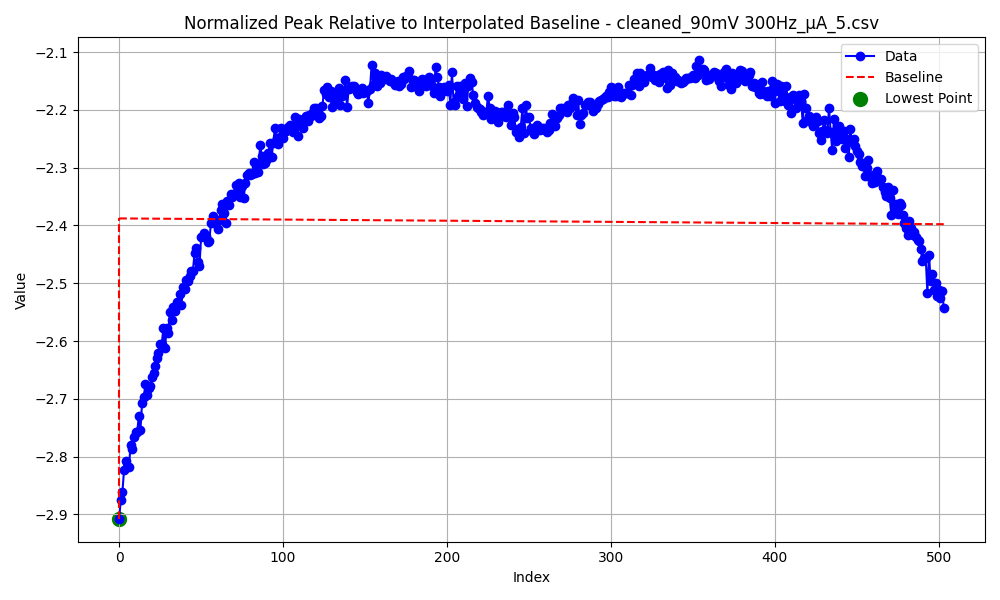 Normalized Peak Relative to Interpolated Baseline - cleaned_90mV 300Hz_μA_5.csv
Data
Baseline
Lowest Point
Value
−2.1
−2.2
−2.3
−2.4
−2.5
−2.6
−2.7
−2.8
−2.9
0
100
200
300
400
500
Index